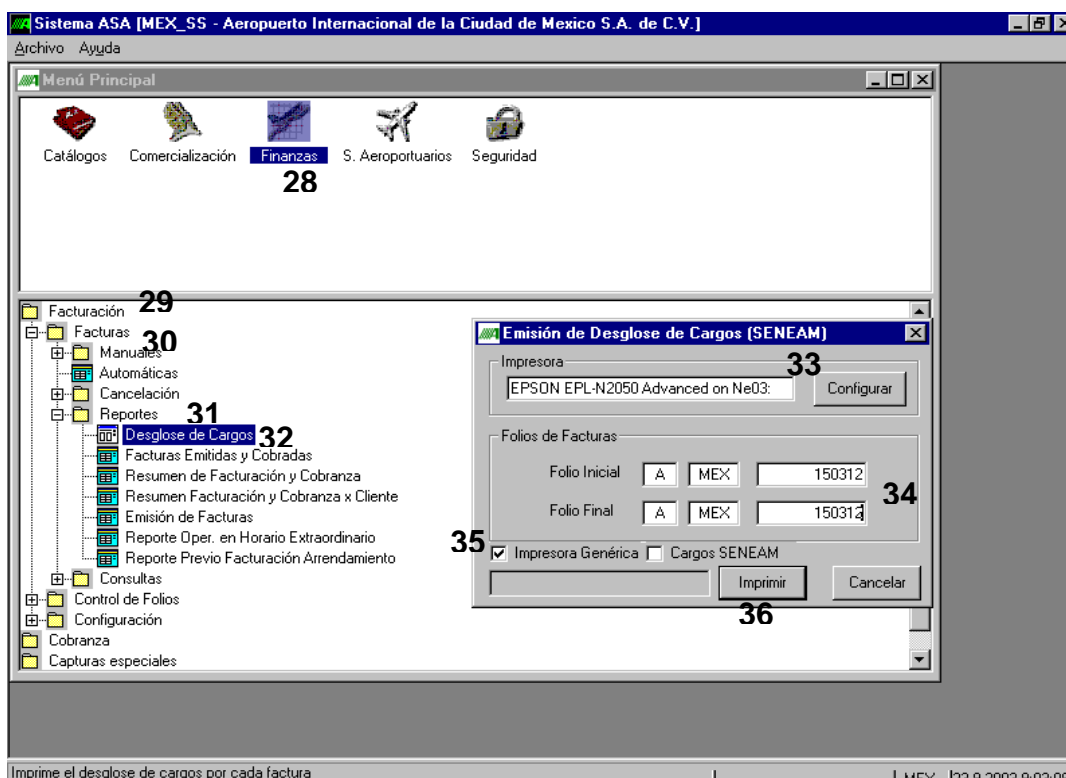 Sistema ASA [MEX_SS - Aeropuerto Internacional de la Ciudad de Mexico S.A. de C.V.]
Archivo Ayuda
Menú Principal
Catálogos Comercialización Finanzas S. Aeroportuarios Seguridad
28
Facturación 29
Facturas 30
Manuales
Automáticas
Cancelación
Reportes 31
Desglose de Cargos 32
Facturas Emitidas y Cobradas
Resumen de Facturación y Cobranza
Resumen Facturación y Cobranza x Cliente
Emisión de Facturas
Reporte Oper. en Horario Extraordinario
Reporte Previo Facturación Arrendamiento
Consultas
Control de Folios
Configuración
Cobranza
Capturas especiales
Emisión de Desglose de Cargos (SENEAM)
Impresora 33
EPSON EPL-N2050 Advanced on Ne03: Configurar
Folios de Facturas
Folio Inicial A MEX 150312
34
Folio Final A MEX 150312
35 Impresora Genérica Cargos SENEAM
Imprimir Cancelar
36
Imprime el desglose de cargos por cada factura MEX